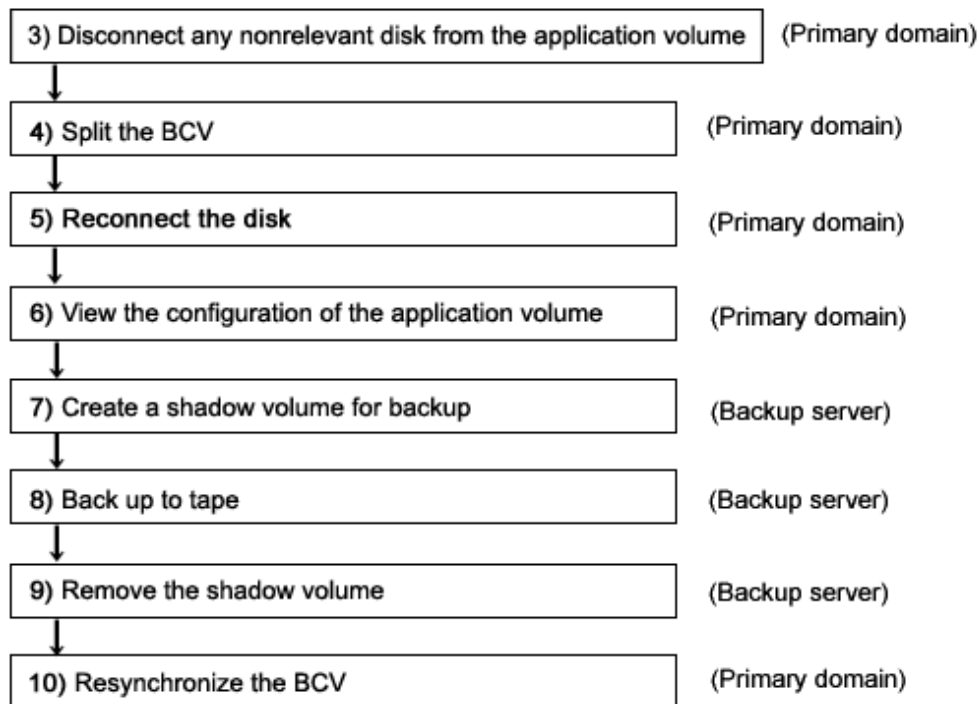 3) Disconnect any nonrelevant disk from the application volume (Primary domain)
4) Split the BCV (Primary domain)
5) Reconnect the disk (Primary domain)
6) View the configuration of the application volume (Primary domain)
7) Create a shadow volume for backup (Backup server)
8) Back up to tape (Backup server)
9) Remove the shadow volume (Backup server)
10) Resynchronize the BCV (Primary domain)